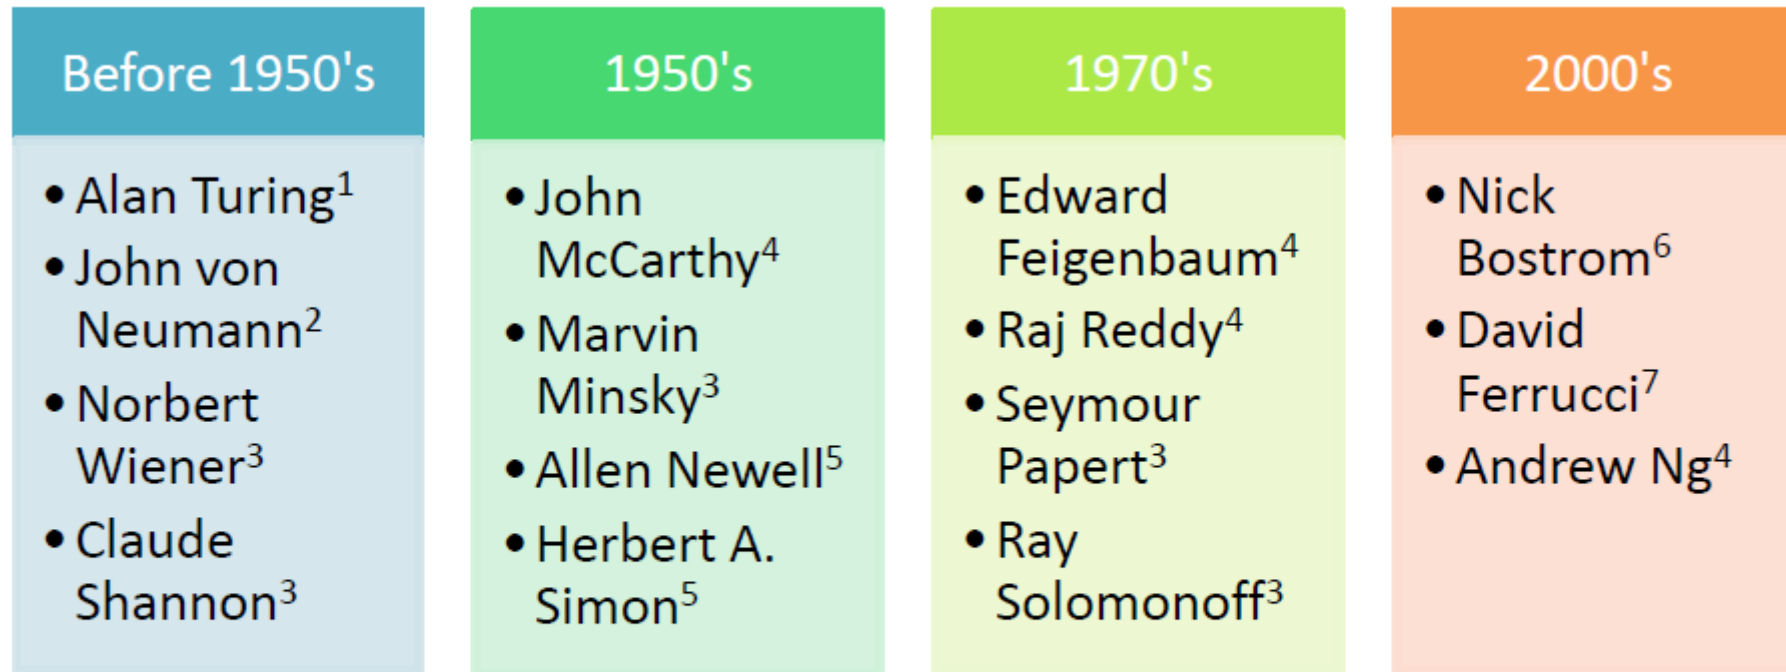 Before 1950's
• Alan Turing¹
• John von
Neumann²
• Norbert
Wiener³
• Claude
Shannon³
1950's
• John
McCarthy⁴
• Marvin
Minsky³
• Allen Newell⁵
• Herbert A.
Simon⁵
1970's
• Edward
Feigenbaum⁴
• Raj Reddy⁴
• Seymour
Papert³
• Ray
Solomonoff³
2000's
• Nick
Bostrom⁶
• David
Ferrucci⁷
• Andrew Ng⁴